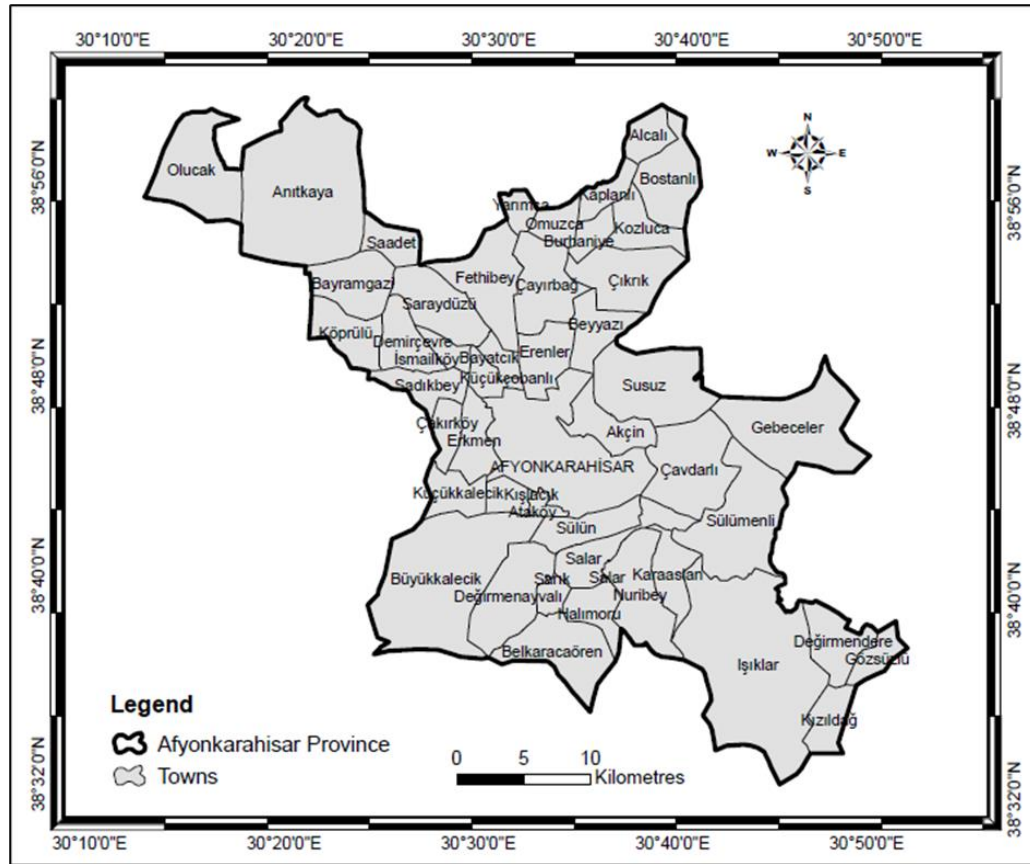 30°10'0"E 30°20'0"E 30°30'0"E 30°40'0"E 30°50'0"E
38°56'0"N
38°48'0"N
38°40'0"N
38°32'0"N
38°56'0"N
38°48'0"N
38°40'0"N
38°32'0"N
N
W E
S
Alcalı
Olucak
Bostanlı
Anıtkaya
Kaplanlı
Yarımca
Omuzca
Kozluca
Saadet
Burhaniye
Fethibey
Çıkrık
Bayramgazi
Çayırbağ
Saraydüzü
Beyyazı
Köprülü
Demirçevre
Erenler
İsmailköy
Bayatcık
Susuz
Küçükçobanlı
Sadıkbey
Çakırköy
Gebeceler
Akçin
Erkmen
AFYONKARAHİSAR
Çavdarlı
Küçükkalecik
Kışlacık
Ataköy
Sülümenli
Sülün
Salar
Büyükkalecik
Sarık
Salar
Karaaslan
Değirmenayvalı
Nuribey
Halımoru
Değirmendere
Belkaracaören
Gözsüzlü
Işıklar
Kızıldağ
Legend
Afyonkarahisar Province
Towns
0 5 10
Kilometres
30°10'0"E 30°20'0"E 30°30'0"E 30°40'0"E 30°50'0"E